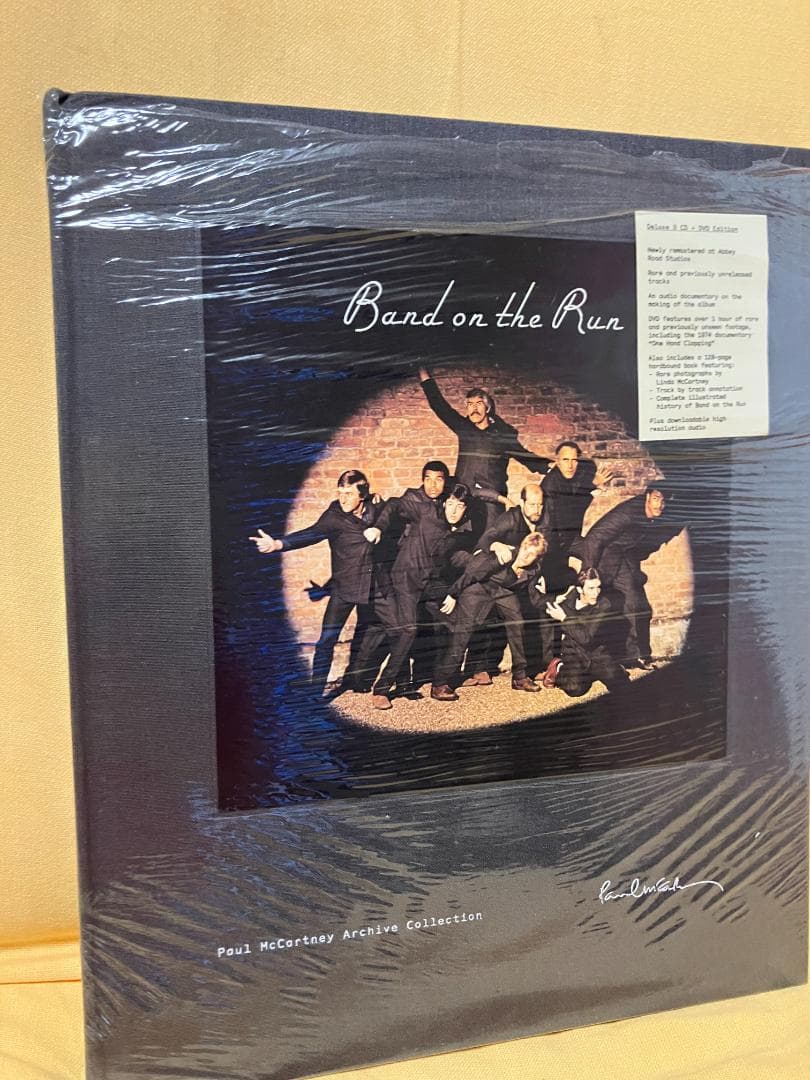 Band on the Run
Deluxe 3 CD + DVD Edition
Newly remastered at Abbey
Road Studios
Rare and previously unreleased
tracks
An audio documentary on the
making of the album
DVD features over 1 hour of rare
and previously unseen footage,
including the 1974 documentary
"One Hand Clapping"
Also includes a 120-page
hardbound book featuring:
- Rare photographs by
Linda McCartney
- Track by track annotation
- Complete illustrated
history of Band on the Run
Plus downloadable high
resolution audio
Paul McCartney
Paul McCartney Archive Collection